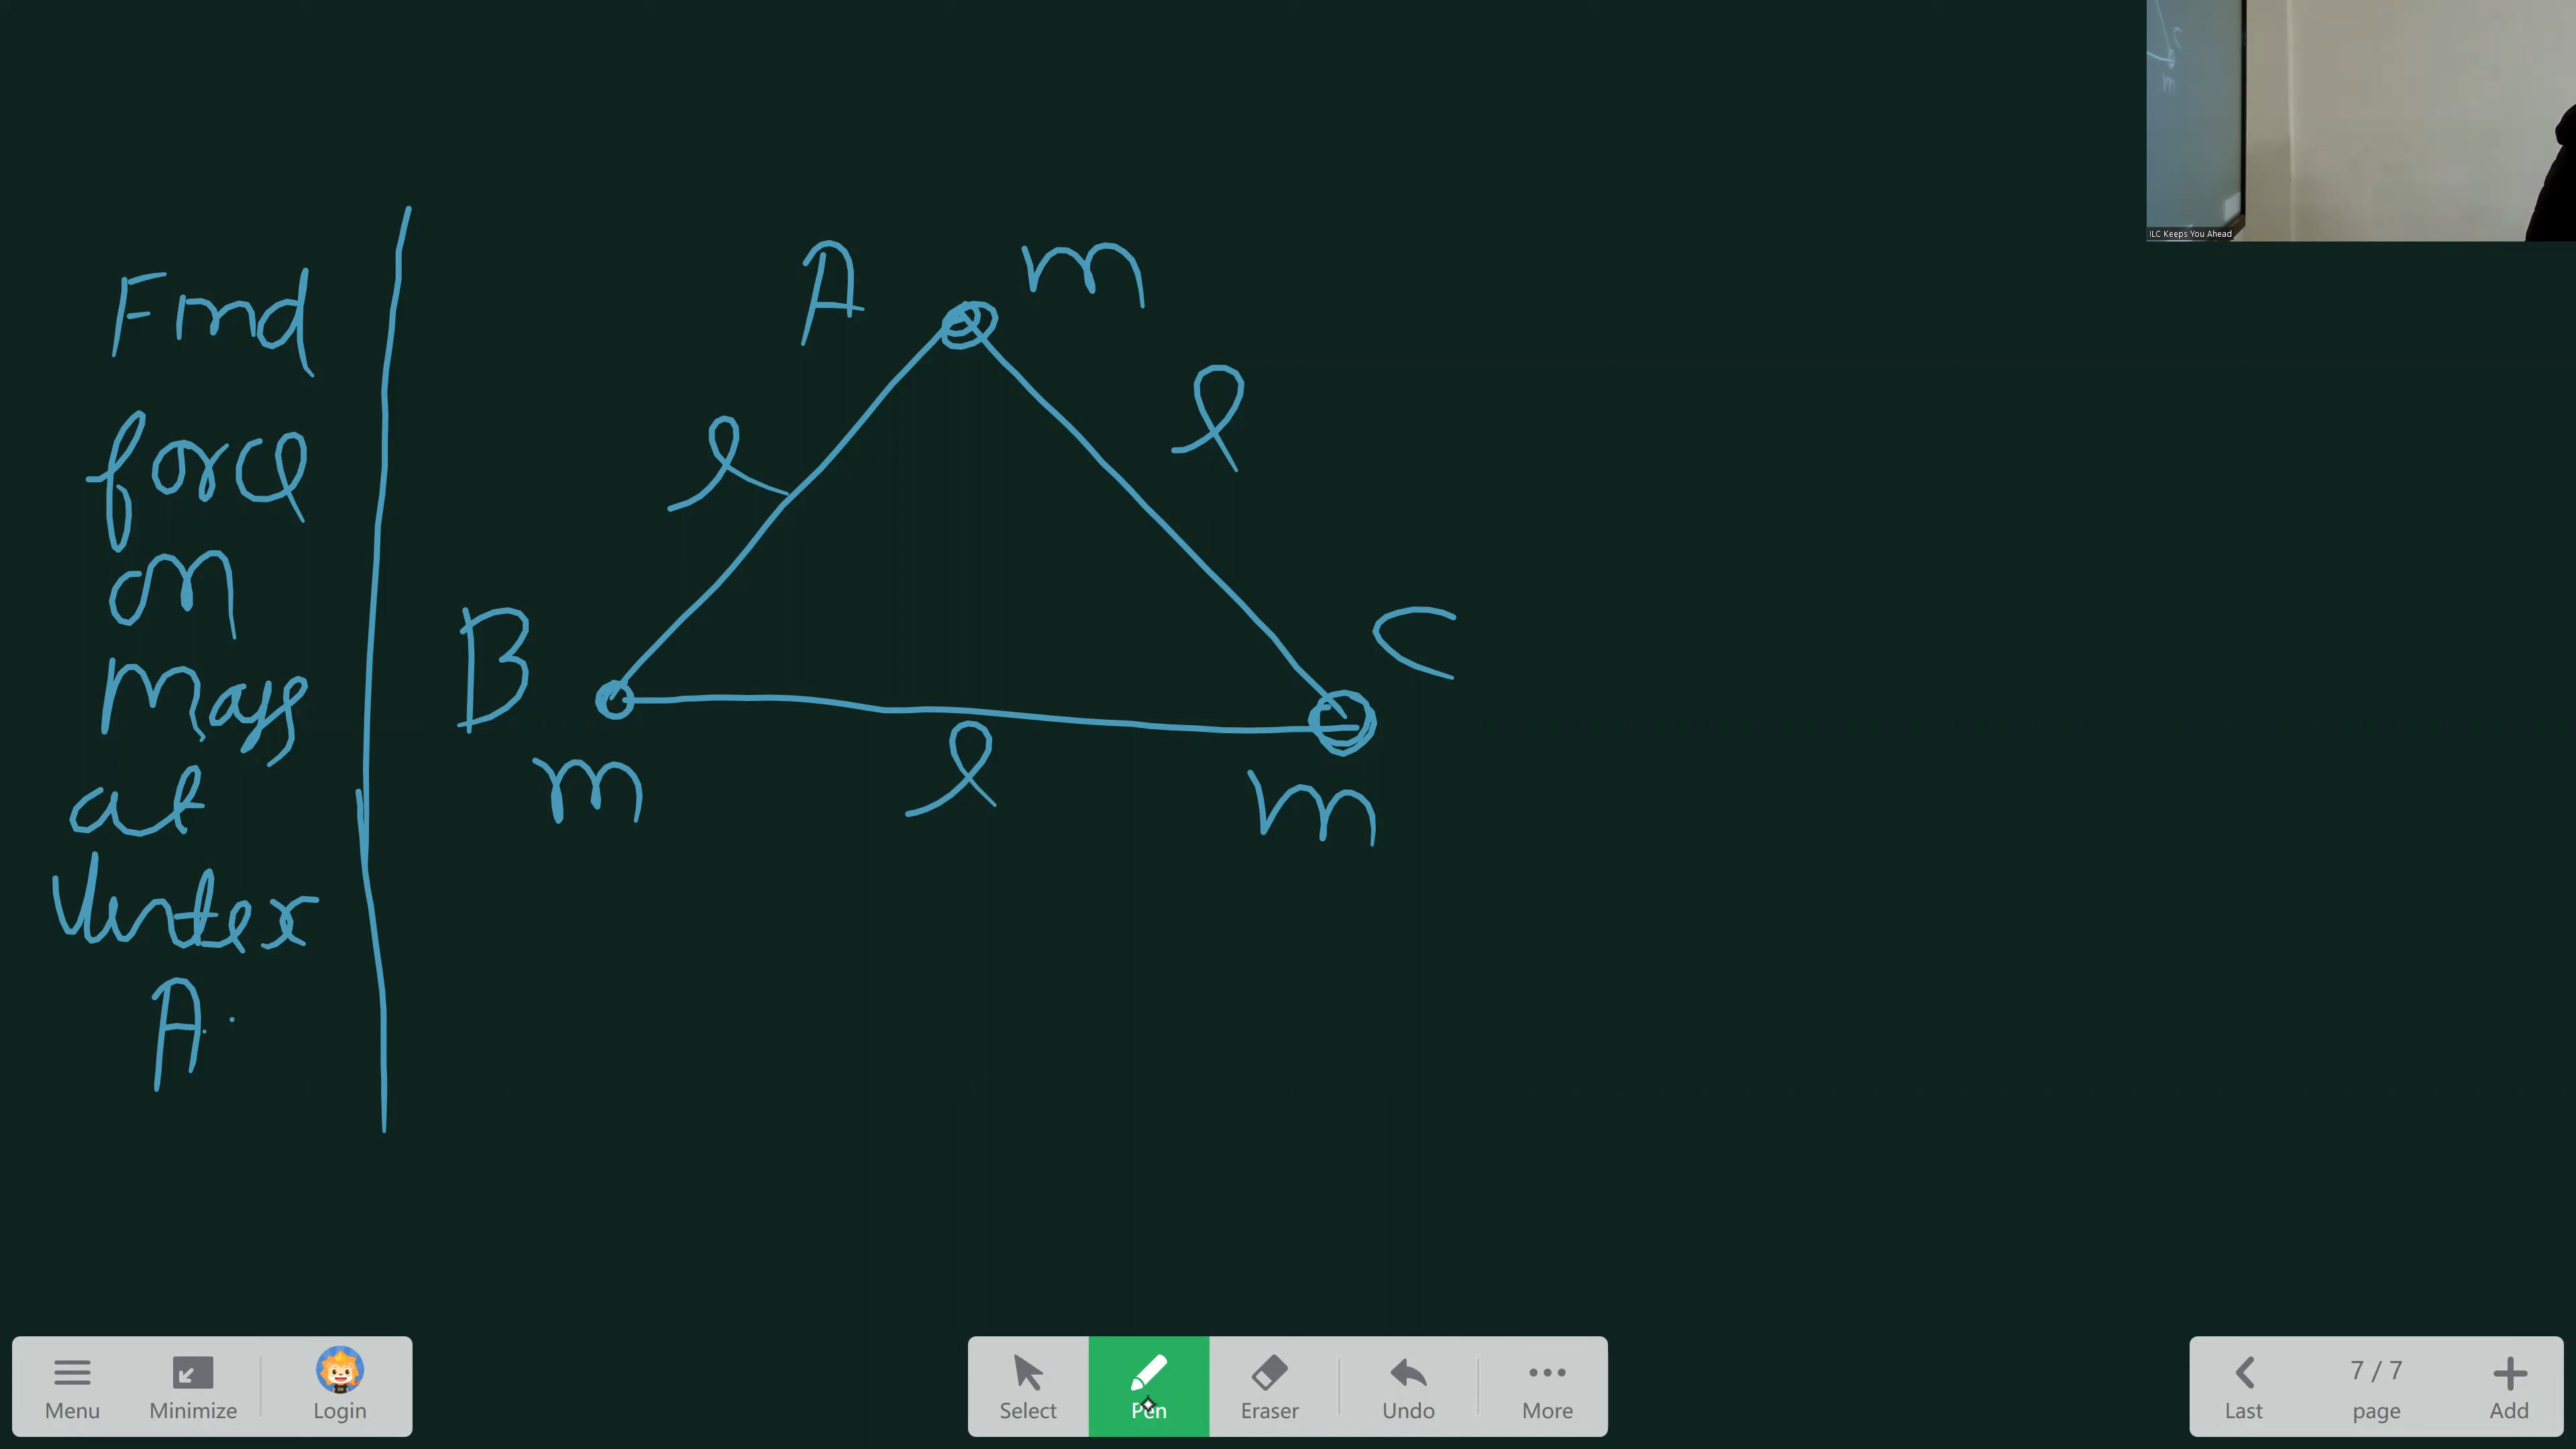 Find
force
on
mass
at
Vertex
A.
A
m
l
l
B
C
m
l
m
ILC Keeps You Ahead
Menu
Minimize
Login
Select
Pen
Eraser
Undo
More
Last
7 / 7
page
Add